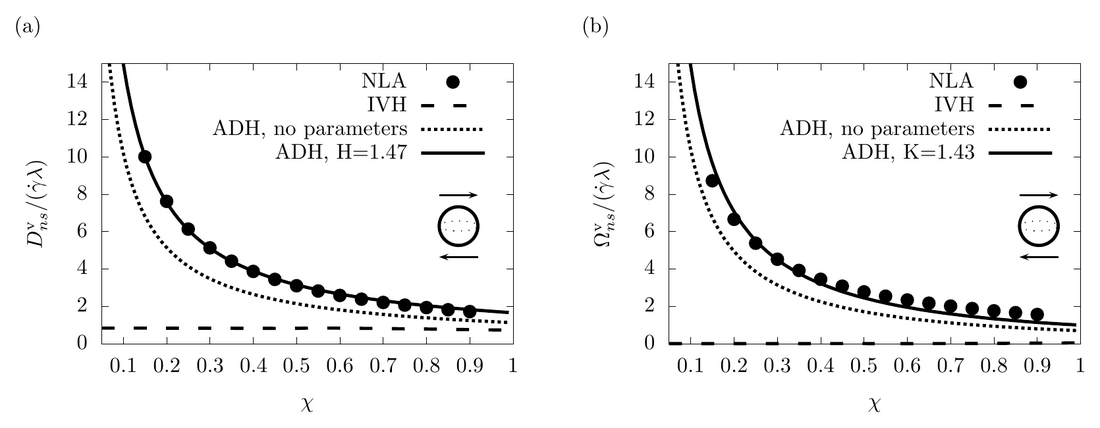 (a)
14
12
10
8
6
4
2
0
0.1 0.2 0.3 0.4 0.5 0.6 0.7 0.8 0.9 1
χ
D^v_{ns}/(γ̇λ)
NLA
IVH
ADH, no parameters
ADH, H=1.47
(b)
14
12
10
8
6
4
2
0
0.1 0.2 0.3 0.4 0.5 0.6 0.7 0.8 0.9 1
χ
Ω^v_{ns}/(γ̇λ)
NLA
IVH
ADH, no parameters
ADH, K=1.43